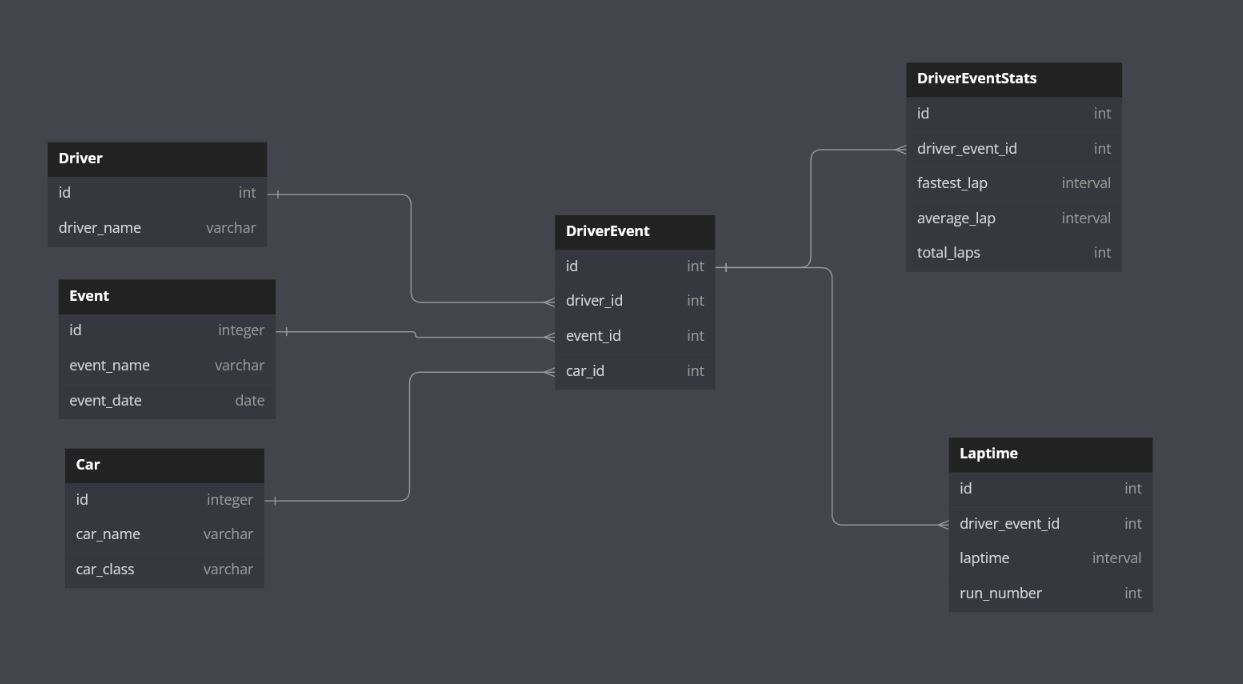 Driver
id int
driver_name varchar
Event
id integer
event_name varchar
event_date date
Car
id integer
car_name varchar
car_class varchar
DriverEvent
id int
driver_id int
event_id int
car_id int
DriverEventStats
id int
driver_event_id int
fastest_lap interval
average_lap interval
total_laps int
Laptime
id int
driver_event_id int
laptime interval
run_number int